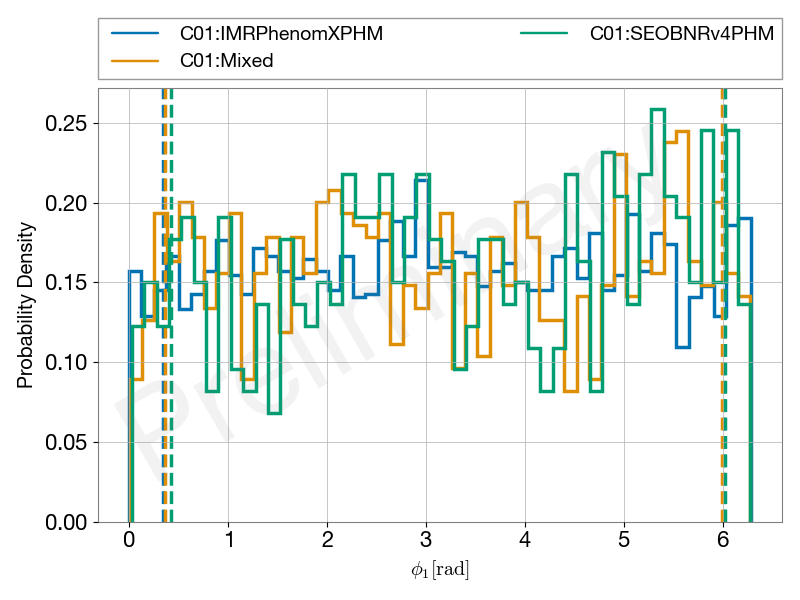 C01:IMRPhenomXPHM
C01:Mixed
C01:SEOBNRv4PHM
0.25
0.20
0.15
0.10
0.05
0.00
Probability Density
Preliminary
0 1 2 3 4 5 6
ϕ₁[rad]